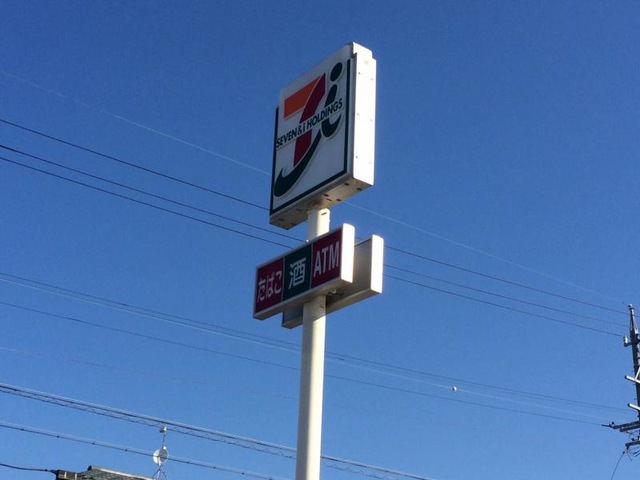 SEVEN&i HOLDINGS
たばこ 酒 ATM